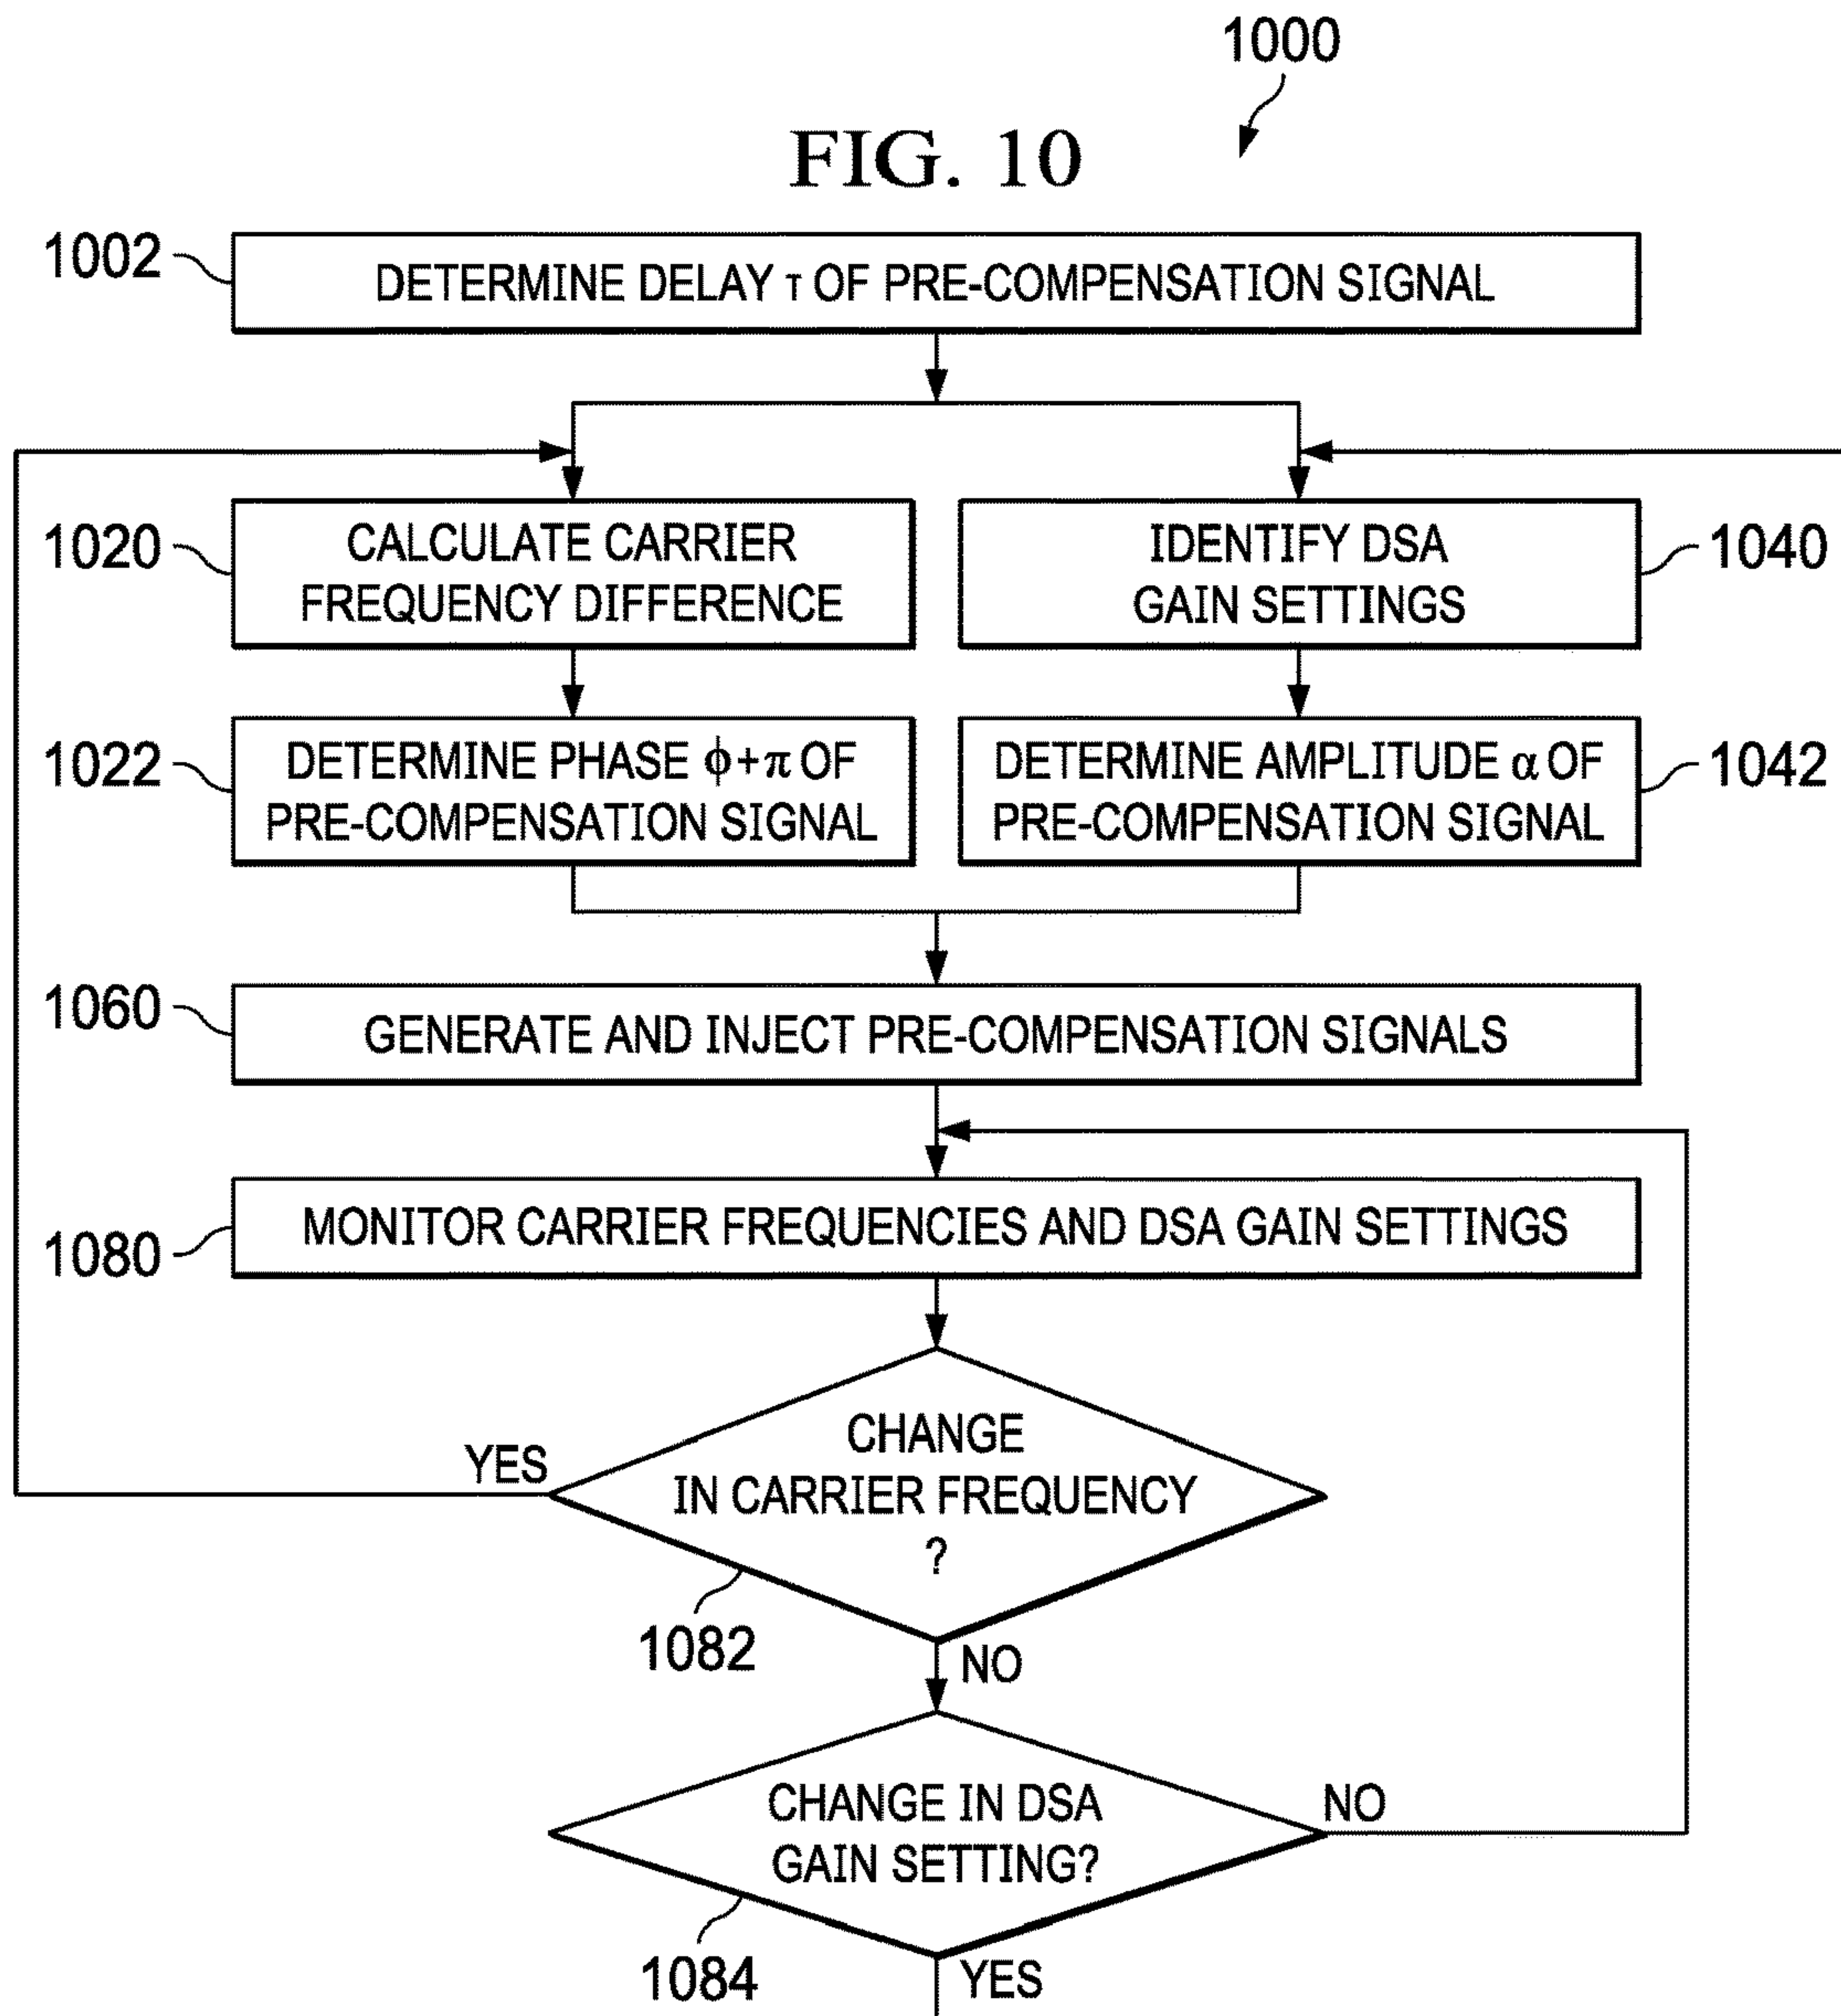 1000
FIG. 10
1002
DETERMINE DELAY τ OF PRE-COMPENSATION SIGNAL
1020
CALCULATE CARRIER
FREQUENCY DIFFERENCE
IDENTIFY DSA
GAIN SETTINGS
1040
1022
DETERMINE PHASE ϕ+π OF
PRE-COMPENSATION SIGNAL
DETERMINE AMPLITUDE α OF
PRE-COMPENSATION SIGNAL
1042
1060
GENERATE AND INJECT PRE-COMPENSATION SIGNALS
1080
MONITOR CARRIER FREQUENCIES AND DSA GAIN SETTINGS
YES
CHANGE
IN CARRIER FREQUENCY
?
1082
NO
CHANGE IN DSA
GAIN SETTING?
NO
1084
YES